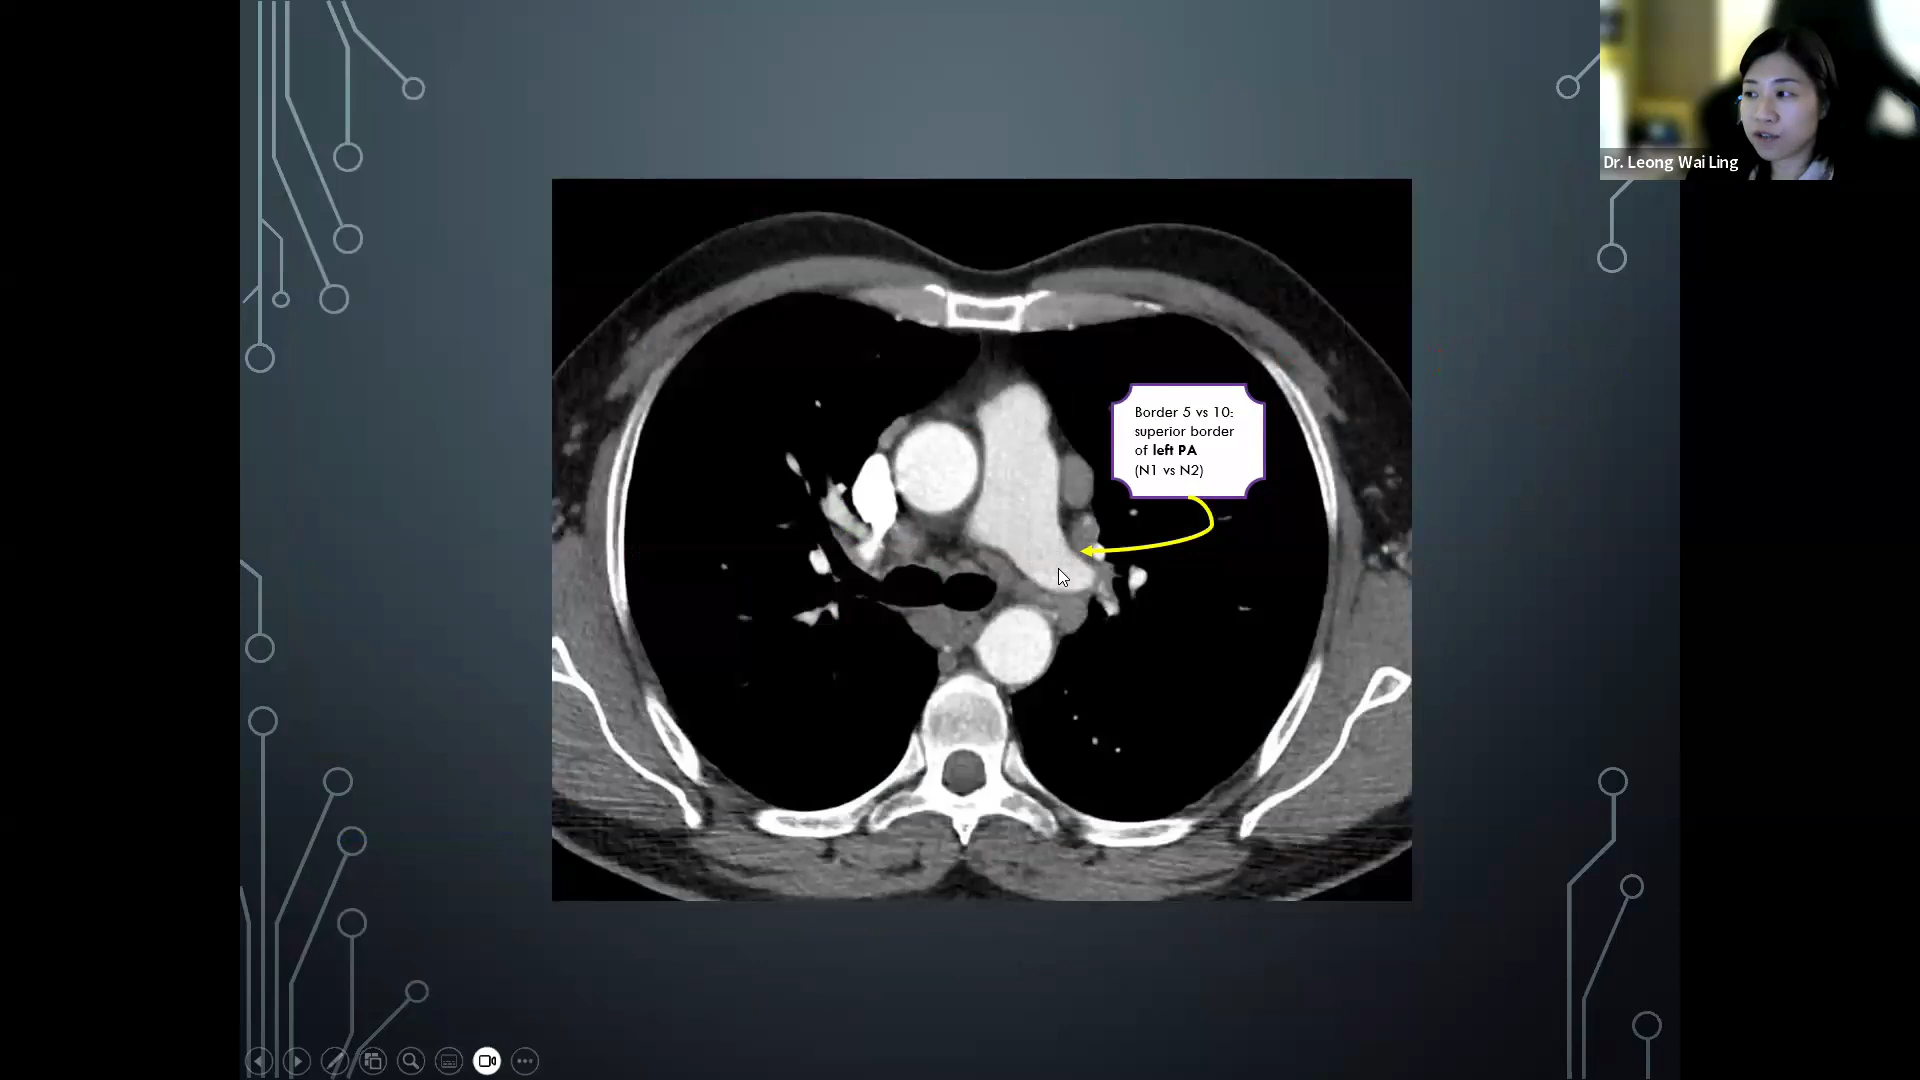 Dr. Leong Wai Ling
Border 5 vs 10:
superior border
of left PA
(N1 vs N2)